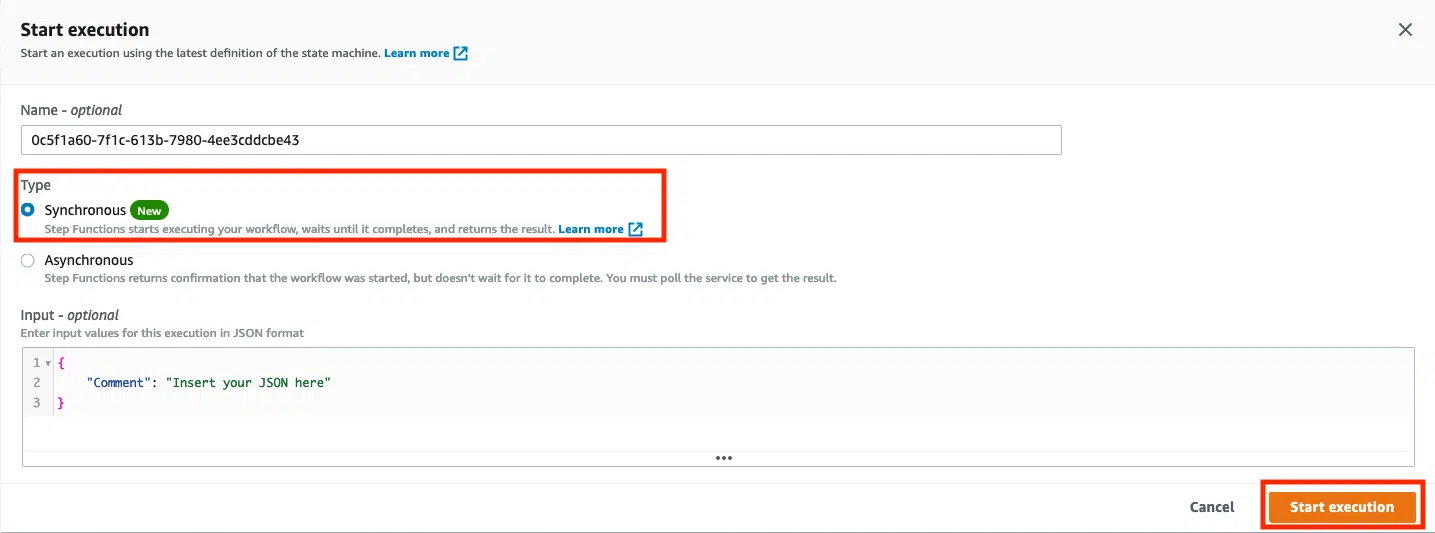 Start execution
Start an execution using the latest definition of the state machine. Learn more
Name - optional
0c5f1a60-7f1c-613b-7980-4ee3cddcbe43
Type
Synchronous New
Step Functions starts executing your workflow, waits until it completes, and returns the result. Learn more
Asynchronous
Step Functions returns confirmation that the workflow was started, but doesn't wait for it to complete. You must poll the service to get the result.
Input - optional
Enter input values for this execution in JSON format
1 {
2 "Comment": "Insert your JSON here"
3 }
Cancel Start execution